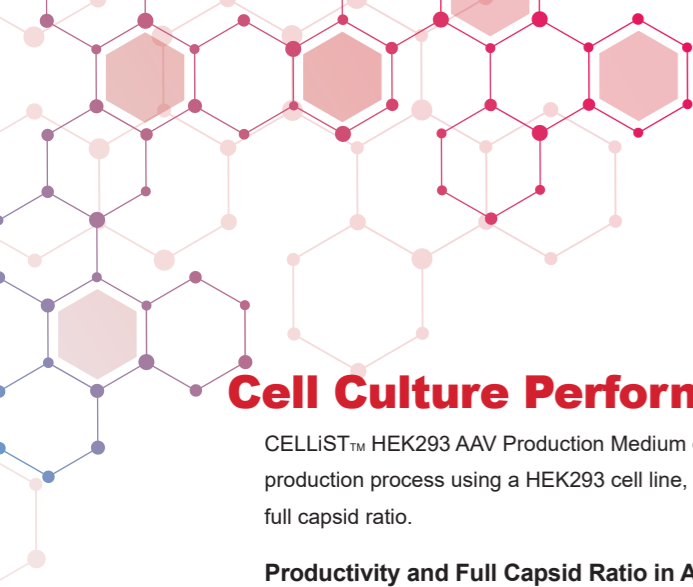 Cell Culture Perform
CELLiST™ HEK293 AAV Production Medium
production process using a HEK293 cell line,
full capsid ratio.
Productivity and Full Capsid Ratio in A